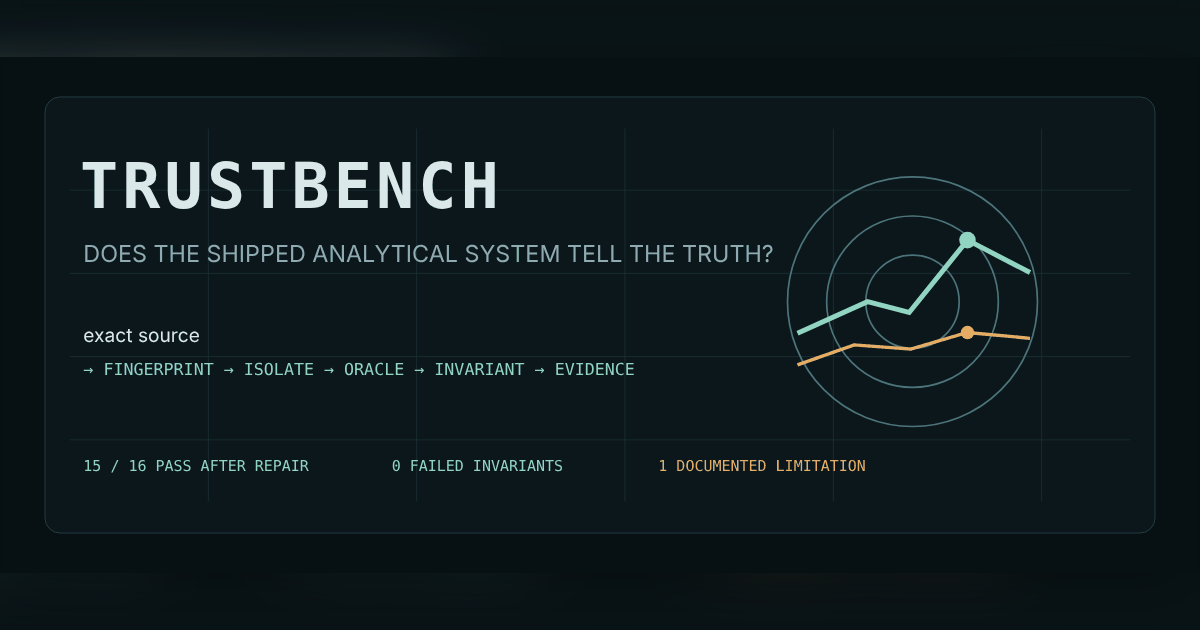 TRUSTBENCH
DOES THE SHIPPED ANALYTICAL SYSTEM TELL THE TRUTH?
exact source
→ FINGERPRINT → ISOLATE → ORACLE → INVARIANT → EVIDENCE
15 / 16 PASS AFTER REPAIR 0 FAILED INVARIANTS 1 DOCUMENTED LIMITATION